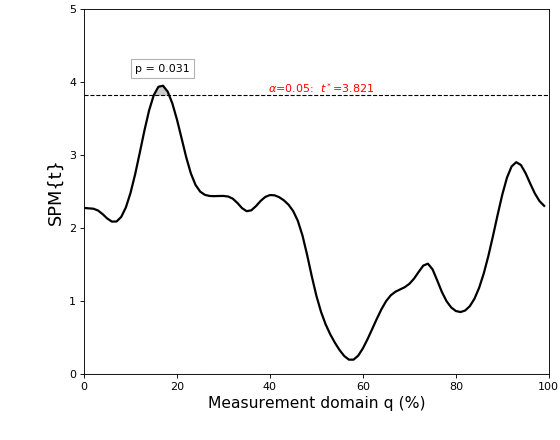 5
p = 0.031
4
α=0.05: t*=3.821
3
SPM{t}
2
1
0
0 20 40 60 80 100
Measurement domain q (%)